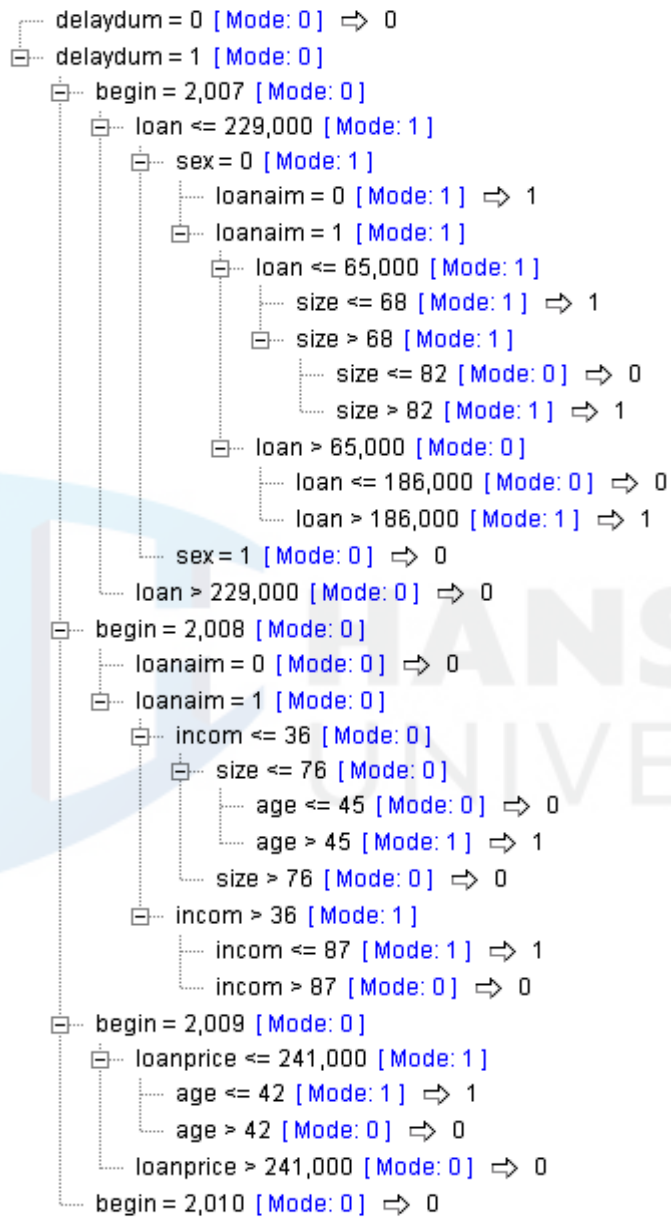 delaydum = 0 [Mode: 0] ⇨ 0
delaydum = 1 [Mode: 0]
begin = 2,007 [Mode: 0]
loan <= 229,000 [Mode: 1]
sex = 0 [Mode: 1]
loanaim = 0 [Mode: 1] ⇨ 1
loanaim = 1 [Mode: 1]
loan <= 65,000 [Mode: 1]
size <= 68 [Mode: 1] ⇨ 1
size > 68 [Mode: 1]
size <= 82 [Mode: 0] ⇨ 0
size > 82 [Mode: 1] ⇨ 1
loan > 65,000 [Mode: 0]
loan <= 186,000 [Mode: 0] ⇨ 0
loan > 186,000 [Mode: 1] ⇨ 1
sex = 1 [Mode: 0] ⇨ 0
loan > 229,000 [Mode: 0] ⇨ 0
begin = 2,008 [Mode: 0]
loanaim = 0 [Mode: 0] ⇨ 0
loanaim = 1 [Mode: 0]
incom <= 36 [Mode: 0]
size <= 76 [Mode: 0]
age <= 45 [Mode: 0] ⇨ 0
age > 45 [Mode: 1] ⇨ 1
size > 76 [Mode: 0] ⇨ 0
incom > 36 [Mode: 1]
incom <= 87 [Mode: 1] ⇨ 1
incom > 87 [Mode: 0] ⇨ 0
begin = 2,009 [Mode: 0]
loanprice <= 241,000 [Mode: 1]
age <= 42 [Mode: 1] ⇨ 1
age > 42 [Mode: 0] ⇨ 0
loanprice > 241,000 [Mode: 0] ⇨ 0
begin = 2,010 [Mode: 0] ⇨ 0
HANS
UNIVE